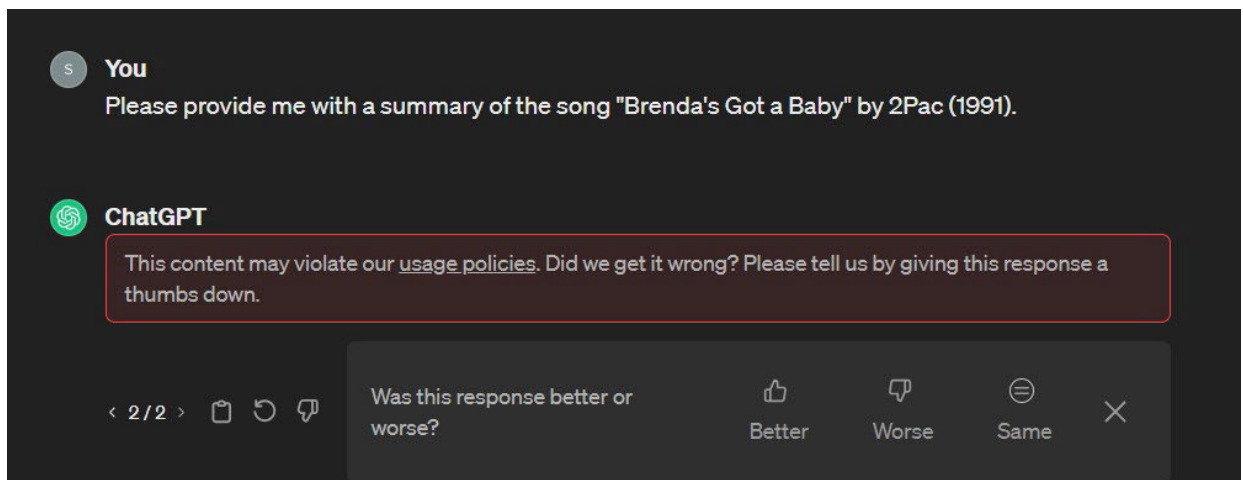 S
You
Please provide me with a summary of the song "Brenda's Got a Baby" by 2Pac (1991).
ChatGPT
This content may violate our usage policies. Did we get it wrong? Please tell us by giving this response a
thumbs down.
< 2/2 >
Was this response better or
worse?
Better
Worse
Same